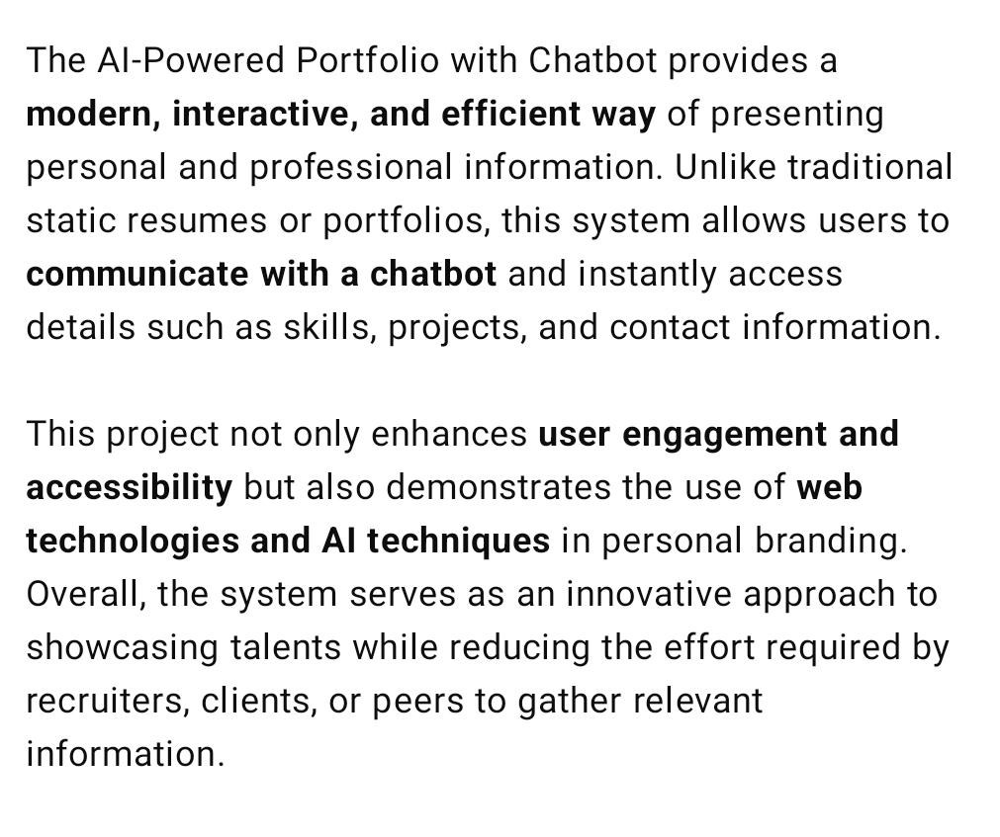 The AI-Powered Portfolio with Chatbot provides a
modern, interactive, and efficient way of presenting
personal and professional information. Unlike traditional
static resumes or portfolios, this system allows users to
communicate with a chatbot and instantly access
details such as skills, projects, and contact information.
This project not only enhances user engagement and
accessibility but also demonstrates the use of web
technologies and AI techniques in personal branding.
Overall, the system serves as an innovative approach to
showcasing talents while reducing the effort required by
recruiters, clients, or peers to gather relevant
information.